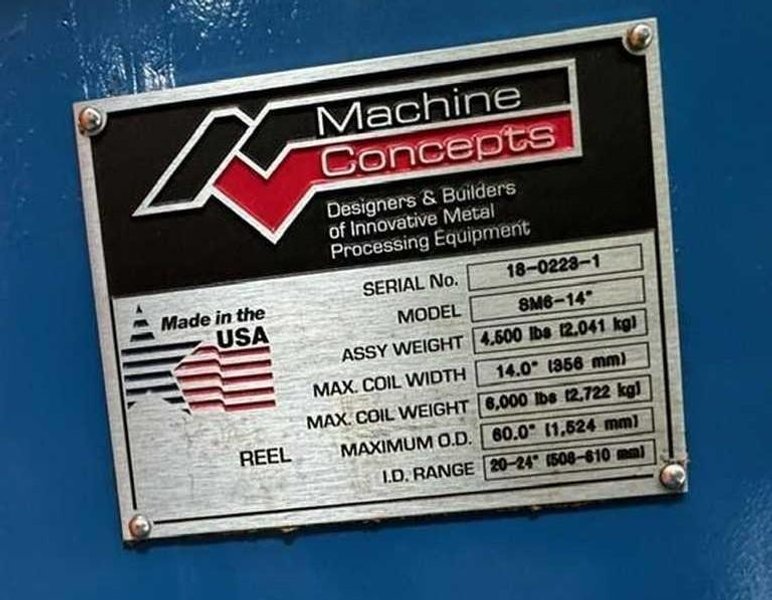 Machine
Concepts
Designers & Builders
of Innovative Metal
Processing Equipment
Made in the
USA
SERIAL No. 18-0223-1
MODEL SM6-14"
ASSY WEIGHT 4,500 lbs (2,041 kg)
MAX. COIL WIDTH 14.0" (356 mm)
MAX. COIL WEIGHT 6,000 lbs (2,722 kg)
REEL MAXIMUM O.D. 60.0" (1,524 mm)
I.D. RANGE 20-24" (508-610 mm)